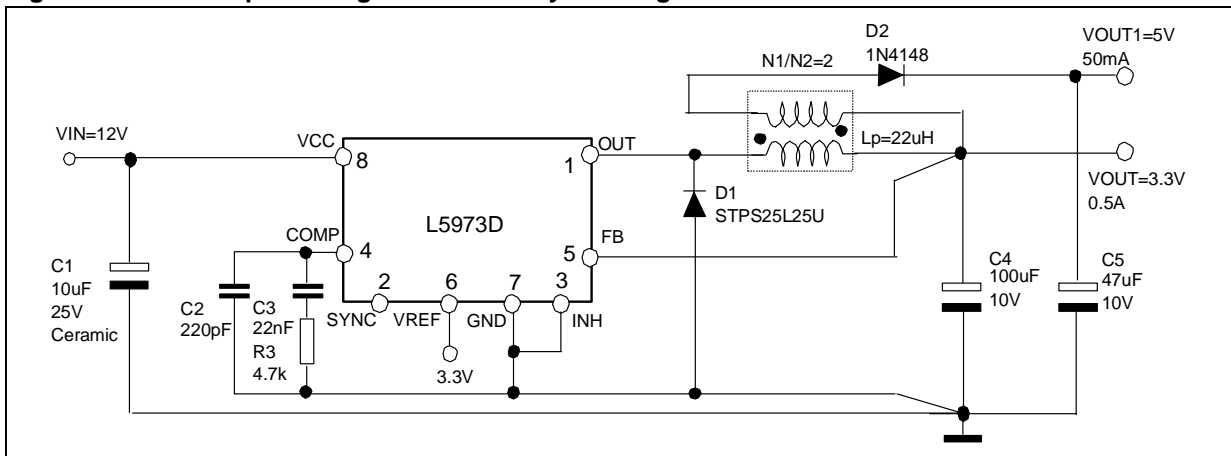 D2
1N4148
VOUT1=5V
50mA
N1/N2=2
VIN=12V
VCC
8
OUT
1
Lp=22uH
VOUT=3.3V
0.5A
D1
STPS25L25U
L5973D
COMP
4
FB
5
C1
10uF
25V
Ceramic
2
6
7
3
C4
100uF
10V
C5
47uF
10V
C2
220pF
C3
22nF
R3
4.7k
SYNC
VREF
GND
INH
3.3V